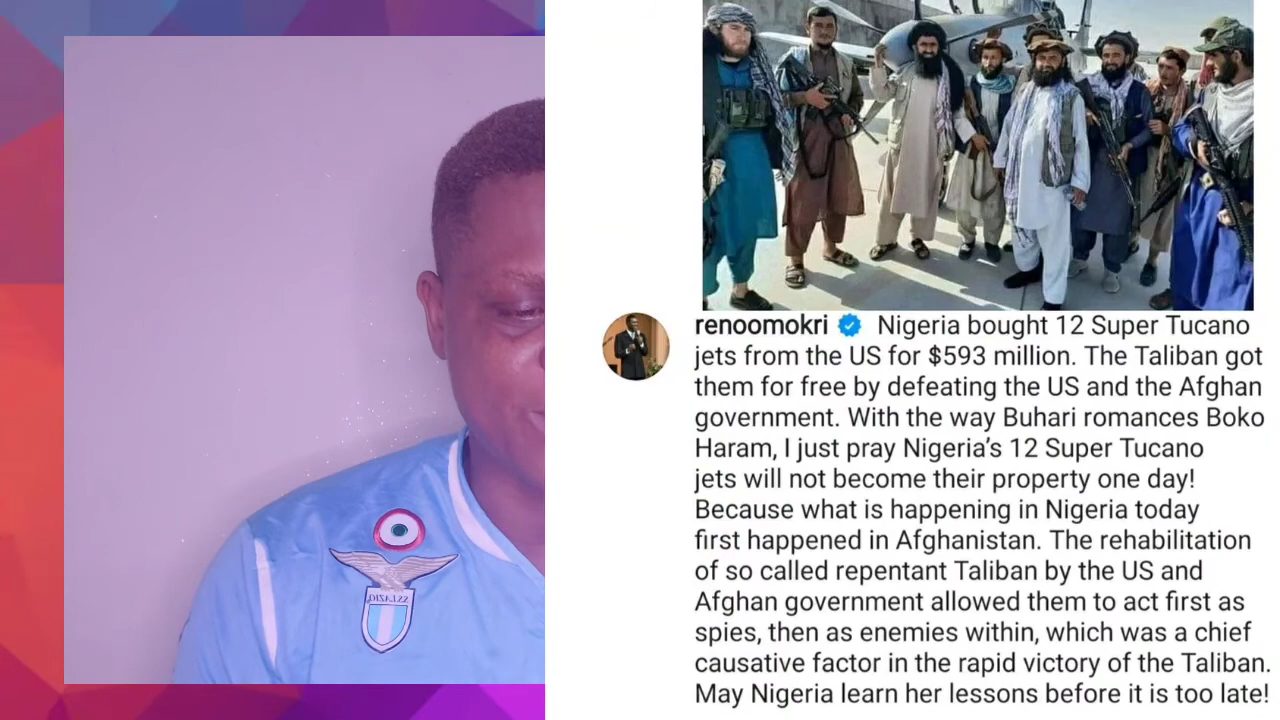 S.S.LAZIO
renoomokri Nigeria bought 12 Super Tucano
jets from the US for $593 million. The Taliban got
them for free by defeating the US and the Afghan
government. With the way Buhari romances Boko
Haram, I just pray Nigeria’s 12 Super Tucano
jets will not become their property one day!
Because what is happening in Nigeria today
first happened in Afghanistan. The rehabilitation
of so called repentant Taliban by the US and
Afghan government allowed them to act first as
spies, then as enemies within, which was a chief
causative factor in the rapid victory of the Taliban.
May Nigeria learn her lessons before it is too late!